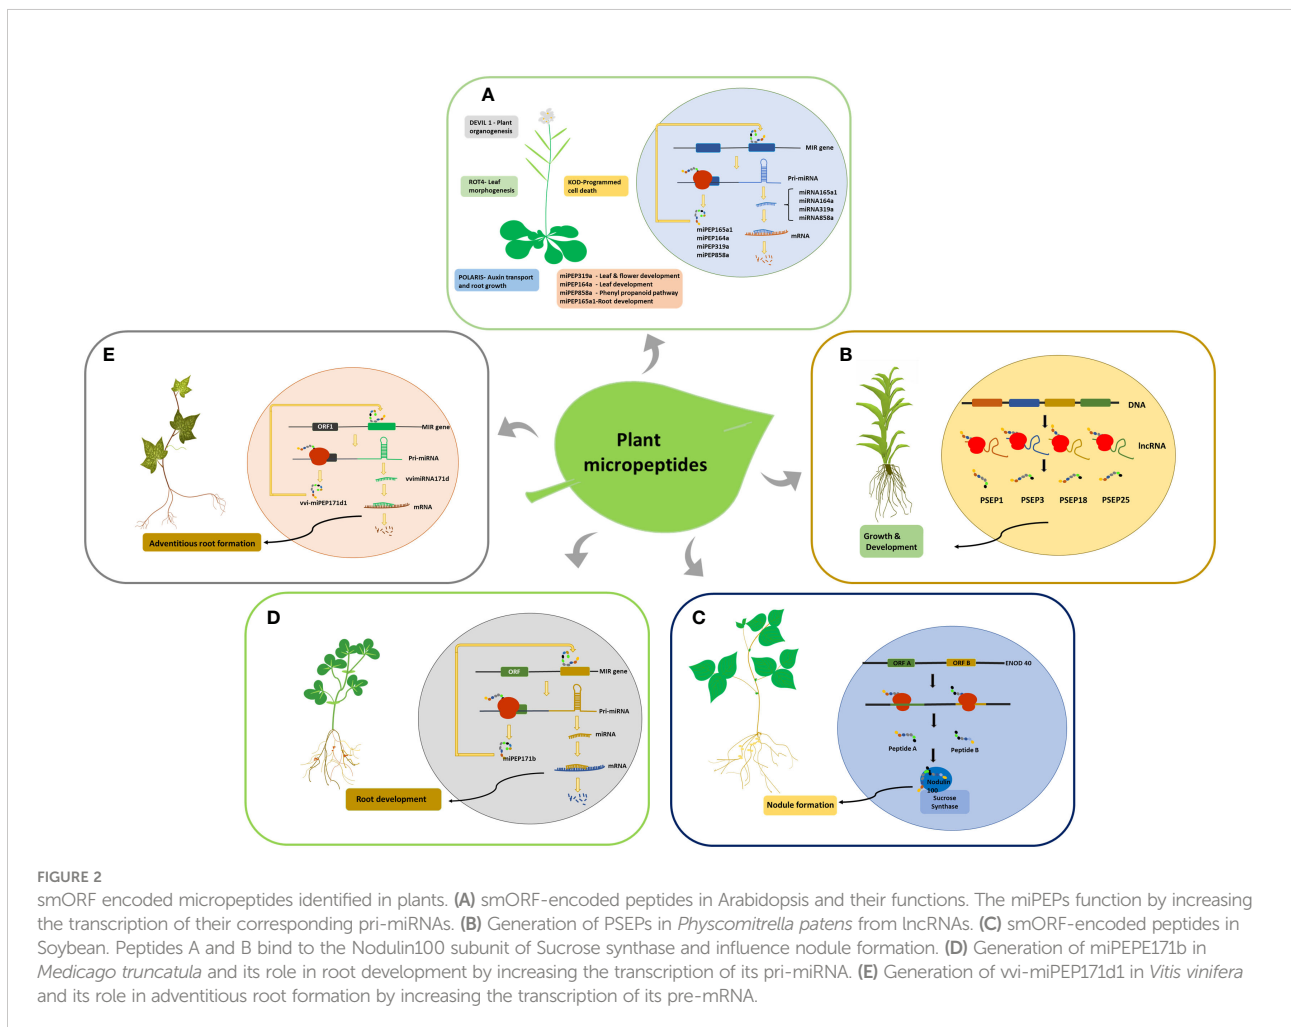 A
DEVIL 1 - Plant
organogenesis
ROT4- Leaf
morphogenesis
KOD-Programmed
cell death
POLARIS- Auxin transport
and root growth
miPEP319a - Leaf & flower development
miPEP164a - Leaf development
miPEP858a - Phenyl propanoid pathway
miPEP165a1-Root development
MIR gene
Pri-miRNA
miRNA165a1
miRNA164a
miRNA319a
miRNA858a
mRNA
miPEP165a1
miPEP164a
miPEP319a
miPEP858a
E
ORF1
MIR gene
Pri-miRNA
vvimiRNA171d
vvi-miPEP171d1
mRNA
Adventitious root formation
Plant
micropeptides
B
DNA
lncRNA
PSEP1 PSEP3 PSEP18 PSEP25
Growth &
Development
D
ORF
MIR gene
Pri-miRNA
miRNA
miPEP171b
mRNA
Root development
C
ORF A ORF B ENOD 40
Peptide A Peptide B
Nodulin
100
Sucrose
Synthase
Nodule formation
FIGURE 2
smORF encoded micropeptides identified in plants. (A) smORF-encoded peptides in Arabidopsis and their functions. The miPEPs function by increasing
the transcription of their corresponding pri-miRNAs. (B) Generation of PSEPs in Physcomitrella patens from lncRNAs. (C) smORF-encoded peptides in
Soybean. Peptides A and B bind to the Nodulin100 subunit of Sucrose synthase and influence nodule formation. (D) Generation of miPEPE171b in
Medicago truncatula and its role in root development by increasing the transcription of its pri-miRNA. (E) Generation of vvi-miPEP171d1 in Vitis vinifera
and its role in adventitious root formation by increasing the transcription of its pre-mRNA.